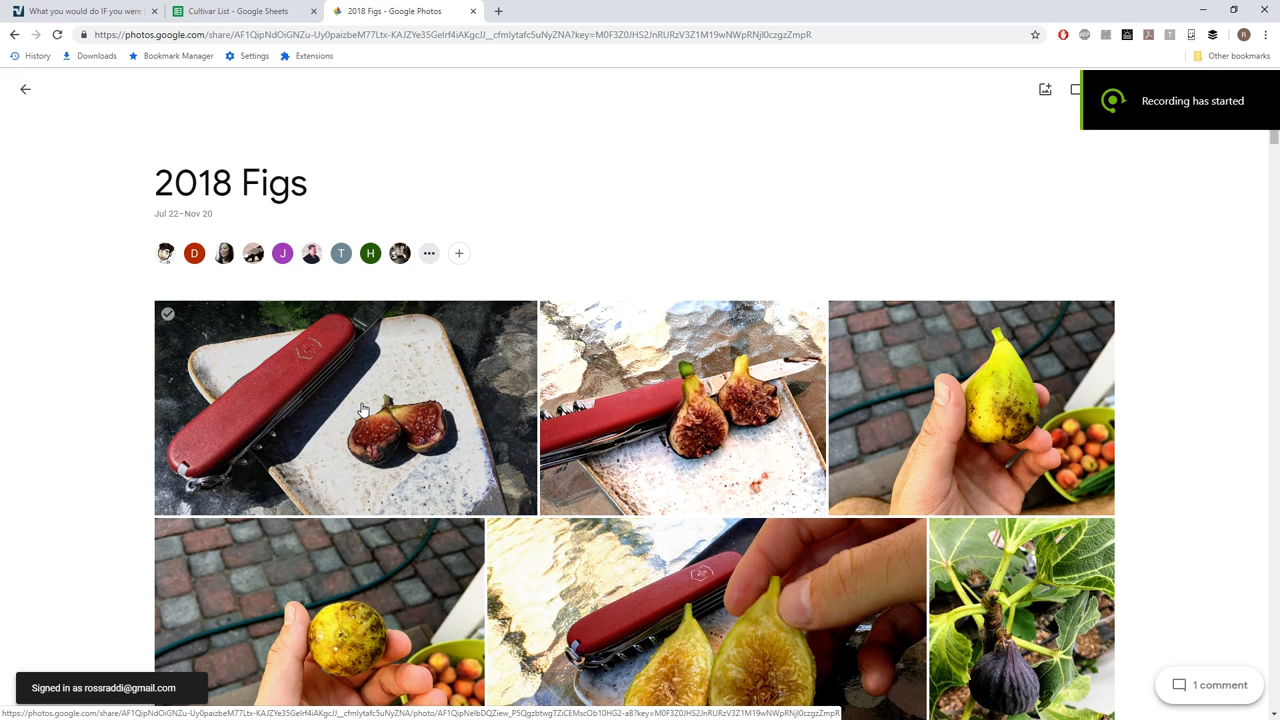 What you would do IF you were
Cultivar List - Google Sheets
2018 Figs - Google Photos
https://photos.google.com/share/AF1QipNdOiGNZu-Uy0paizbeM77Ltx-KAJZYe35GeIrf4iAKgcJJ__cfmIytafc5uNyZNA?key=M0F3Z0JHS2JnRURzV3Z1M19wNWpRNjI0czgzZmpR
History
Downloads
Bookmark Manager
Settings
Extensions
Other bookmarks
Recording has started
2018 Figs
Jul 22–Nov 20
D
J
T
H
Signed in as rossraddi@gmail.com
1 comment